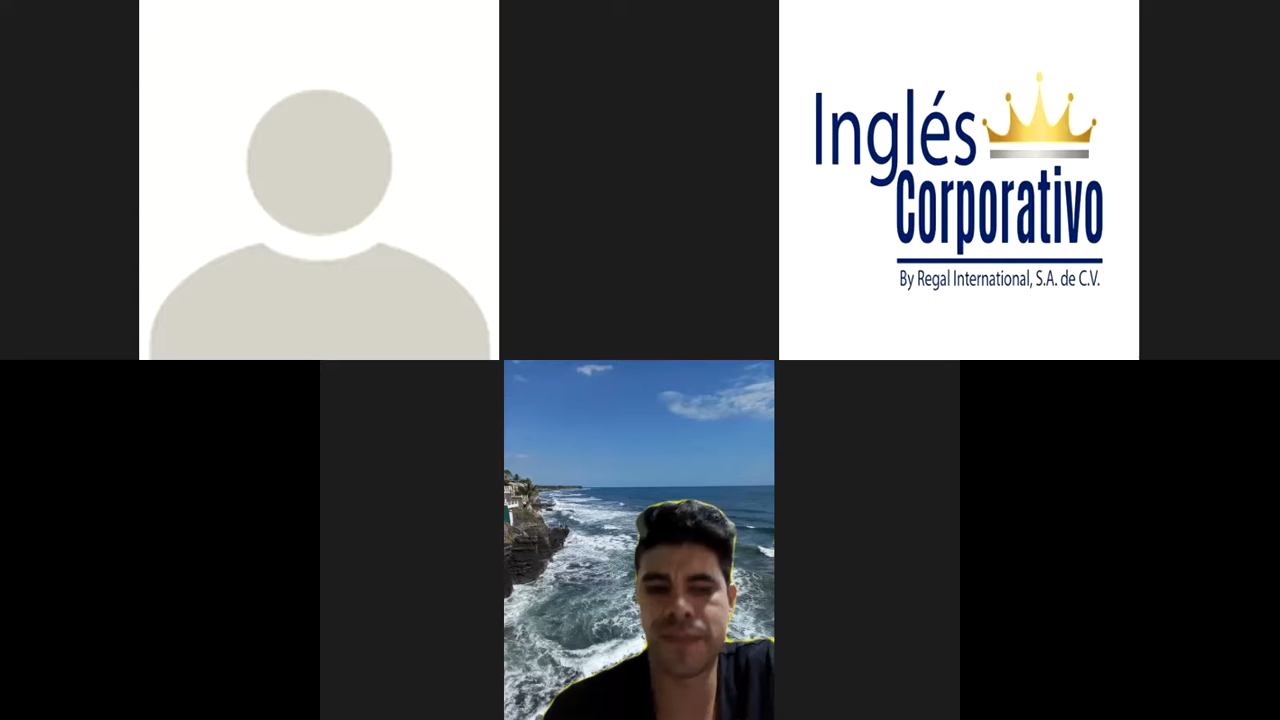 Inglés
Corporativo
By Regal International, S.A. de C.V.